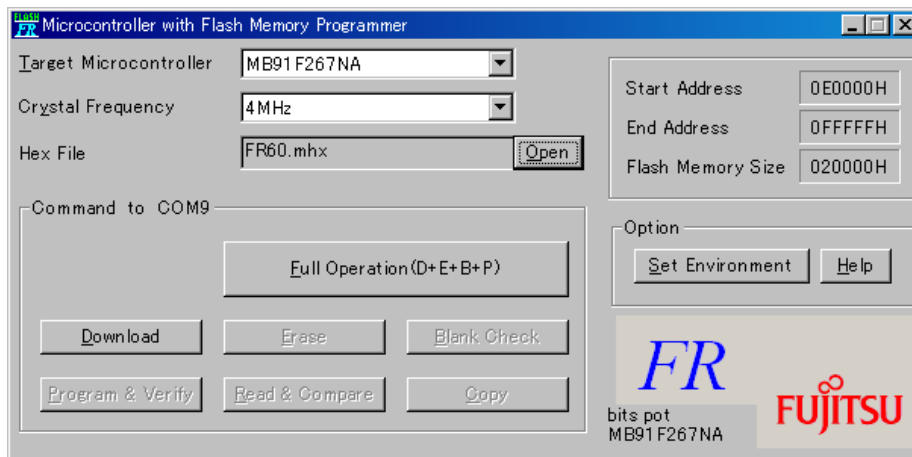 FLASH FR Microcontroller with Flash Memory Programmer
Target Microcontroller MB91F267NA
Crystal Frequency 4MHz
Hex File FR60.mhx Open
Start Address 0E0000H
End Address 0FFFFFH
Flash Memory Size 020000H
Command to COM9
Full Operation(D+E+B+P)
Download Erase Blank Check
Program & Verify Read & Compare Copy
Option
Set Environment Help
FR
FUJITSU
bits pot
MB91F267NA